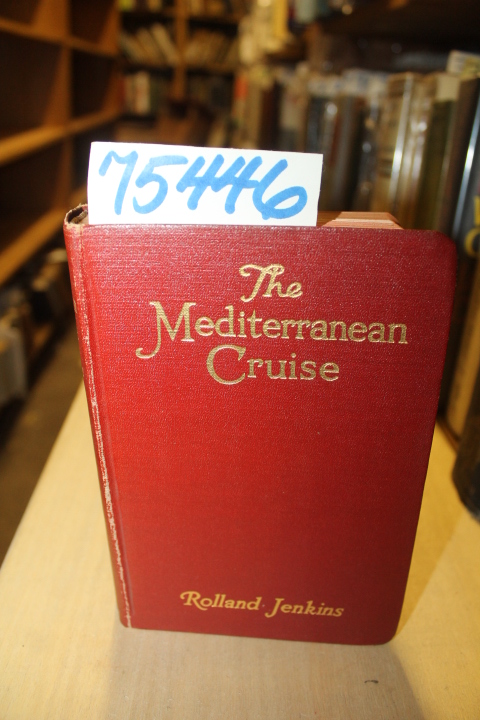 75446
The
Mediterranean
Cruise
Rolland Jenkins